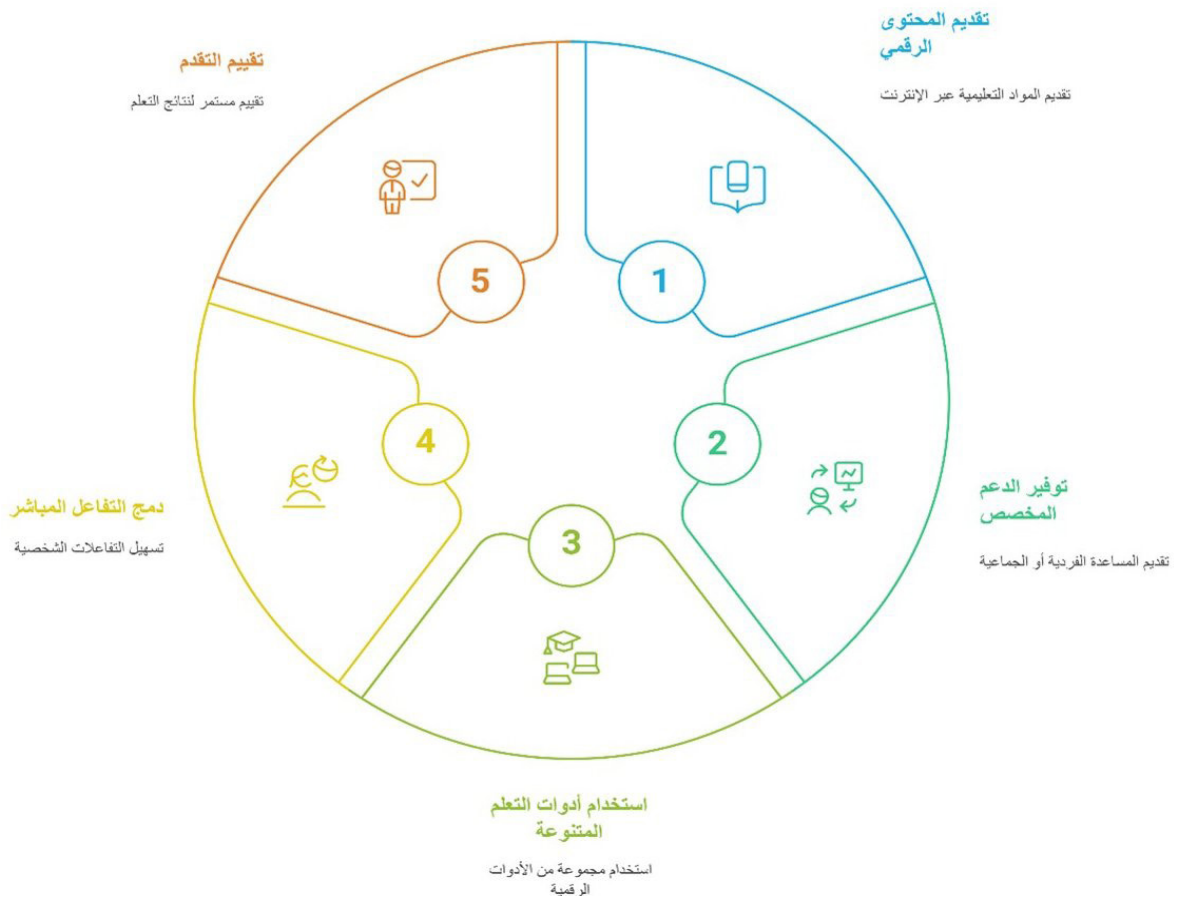 تقديم المحتوى
الرقمي
تقديم المواد التعليمية عبر الإنترنت
1
توفير الدعم
المخصص
تقديم المساعدة الفردية أو الجماعية
2
استخدام أدوات التعلم
المتنوعة
استخدام مجموعة من الأدوات
الرقمية
3
دمج التفاعل المباشر
تسهيل التفاعلات الشخصية
4
تقييم التقدم
تقييم مستمر لنتائج التعلم
5